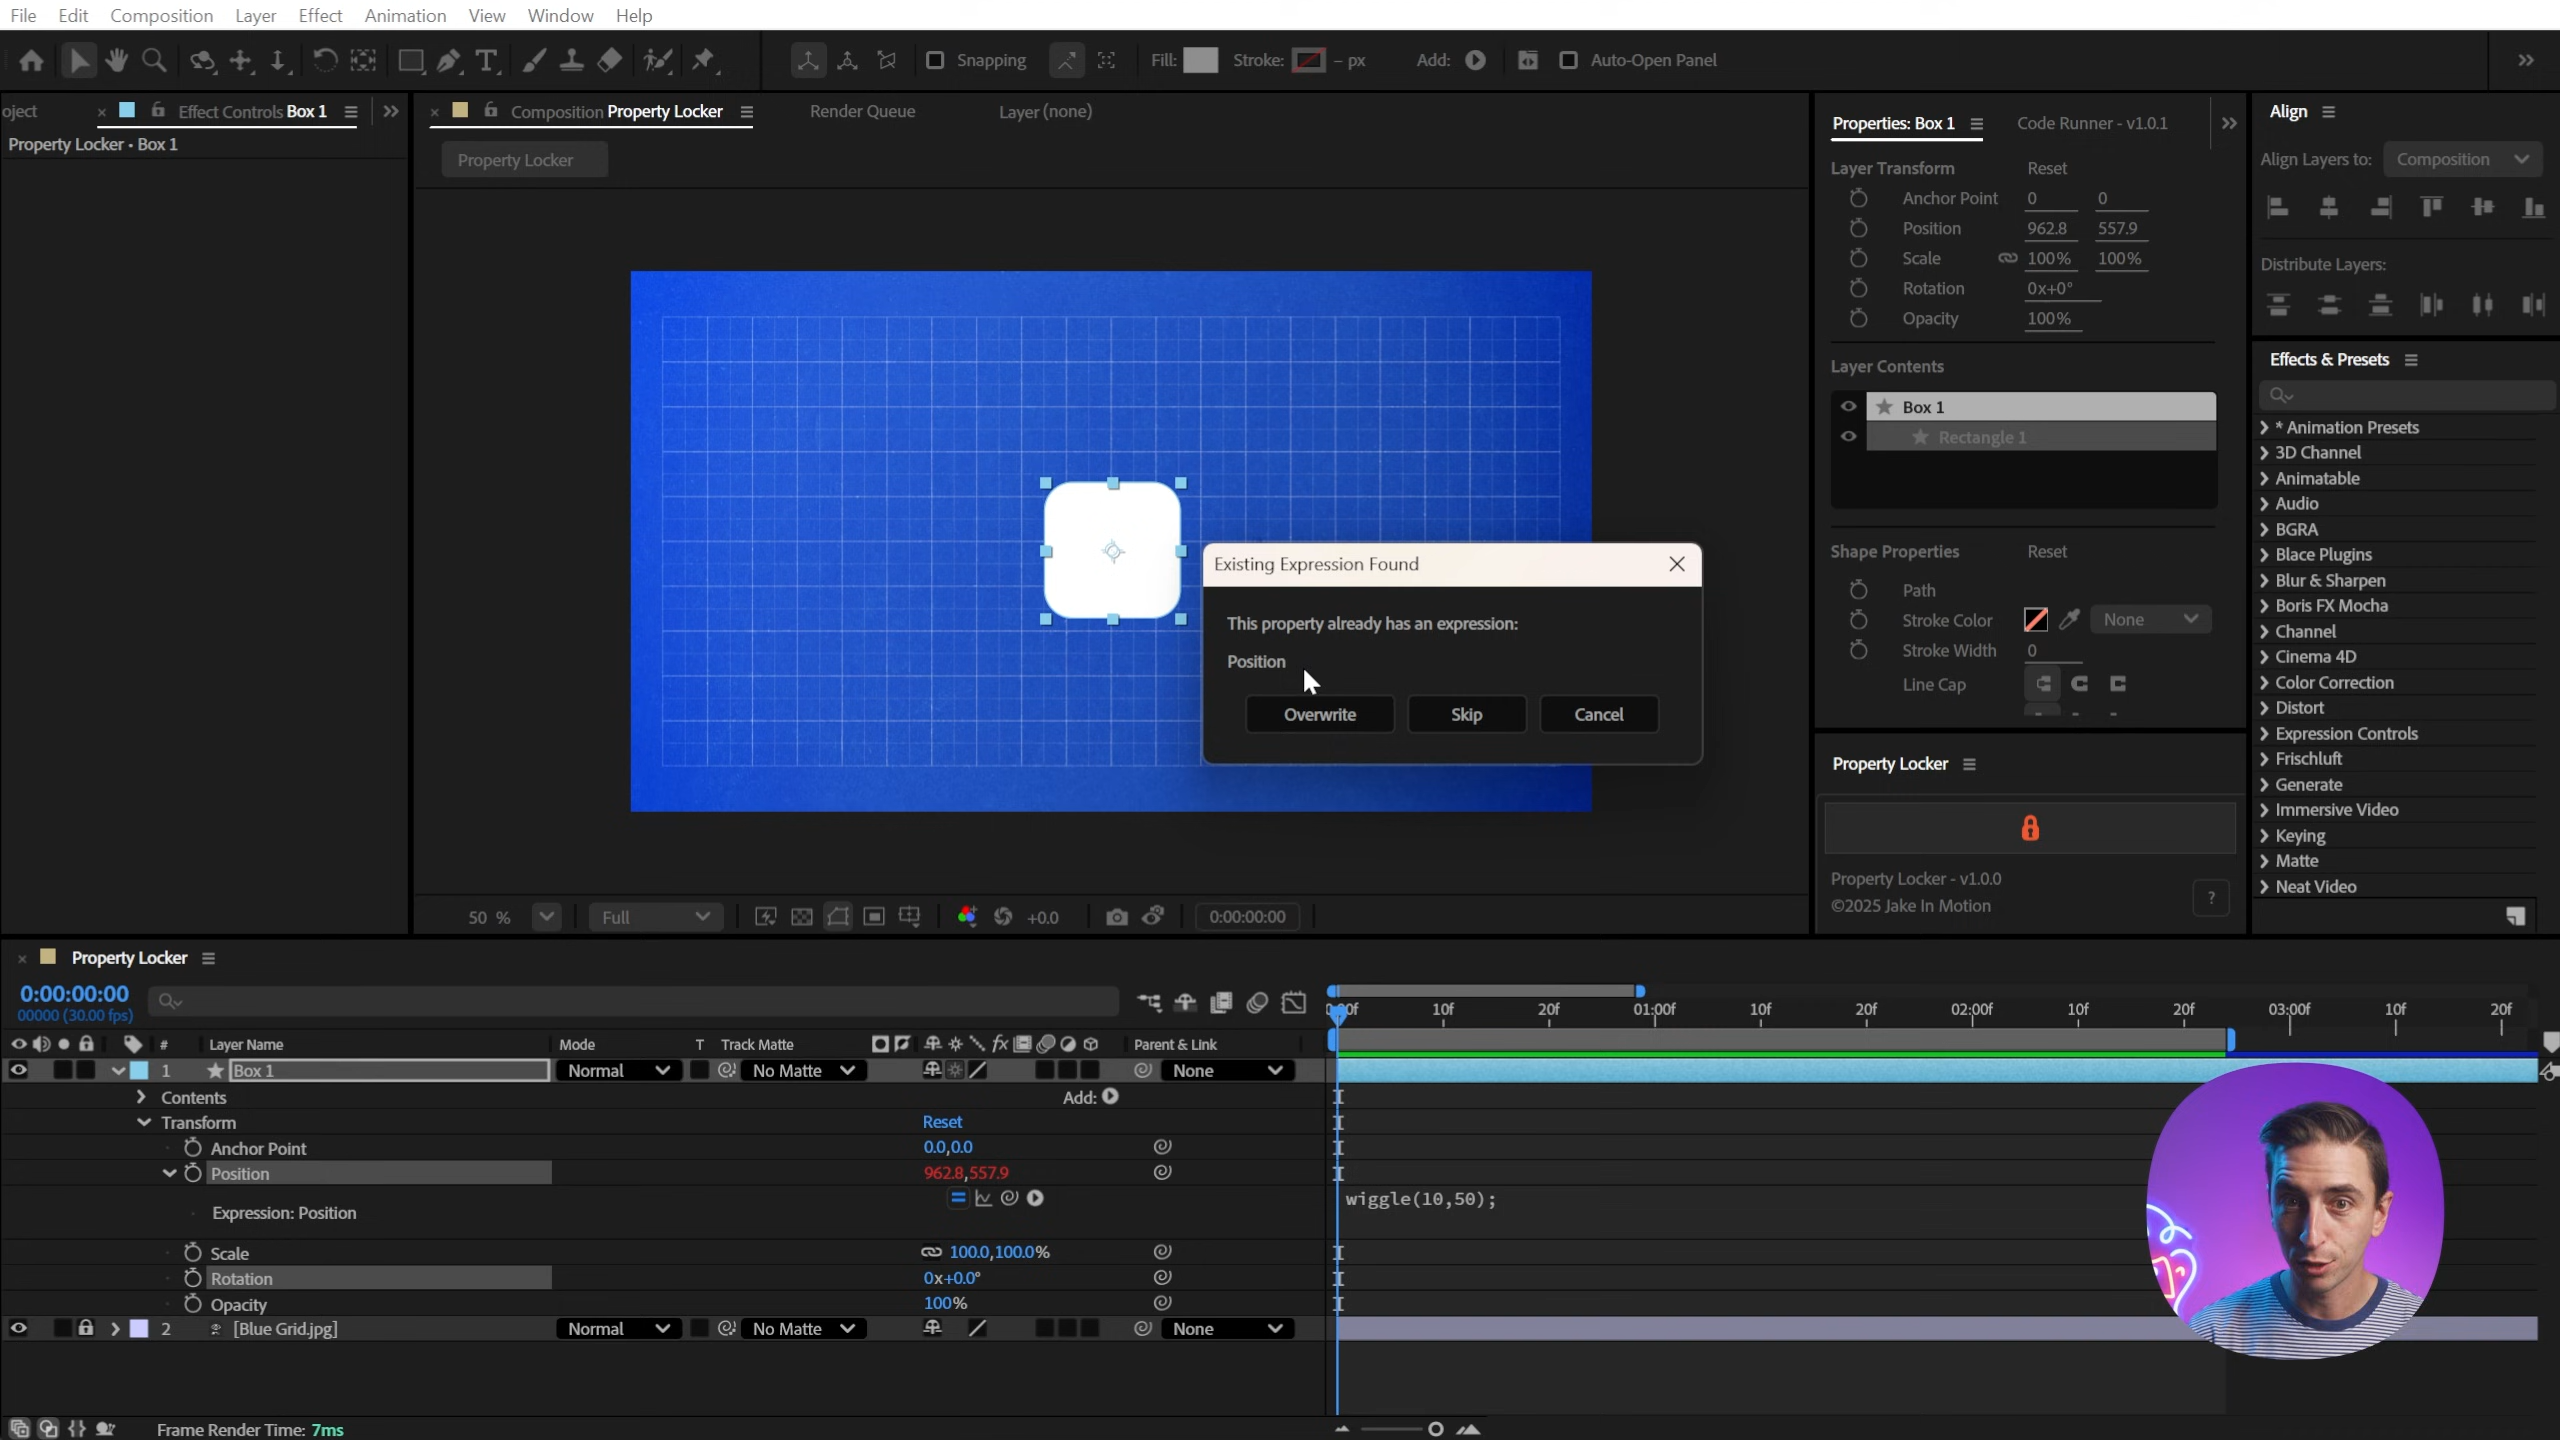 File Edit Composition Layer Effect Animation View Window Help
Snapping Fill: Stroke: – px Add: Auto-Open Panel
oject × Effect Controls Box 1
Property Locker • Box 1
× Composition Property Locker Render Queue Layer (none)
Property Locker
Existing Expression Found
This property already has an expression:
Position
Overwrite Skip Cancel
50 % Full +0.0 0:00:00:00
Properties: Box 1 Code Runner - v1.0.1
Layer Transform Reset
Anchor Point 0 0
Position 962.8 557.9
Scale 100% 100%
Rotation 0x+0°
Opacity 100%
Layer Contents
Box 1
Rectangle 1
Shape Properties Reset
Path
Stroke Color None
Stroke Width 0
Line Cap
Property Locker
Property Locker - v1.0.0
©2025 Jake In Motion
?
Align
Align Layers to: Composition
Distribute Layers:
Effects & Presets
* Animation Presets
3D Channel
Animatable
Audio
BGRA
Blace Plugins
Blur & Sharpen
Boris FX Mocha
Channel
Cinema 4D
Color Correction
Distort
Expression Controls
Frischluft
Generate
Immersive Video
Keying
Matte
Neat Video
× Property Locker
0:00:00:00
00000 (30.00 fps)
10f 20f 01:00f 10f 20f 02:00f 10f 20f 03:00f 10f 20f
# Layer Name Mode T Track Matte fx Parent & Link
1 Box 1 Normal No Matte None
Contents Add:
Transform Reset
Anchor Point 0.0,0.0
Position 962.8,557.9
Expression: Position wiggle(10,50);
Scale 100.0,100.0%
Rotation 0x+0.0°
Opacity 100%
2 [Blue Grid.jpg] Normal No Matte None
Frame Render Time: 7ms